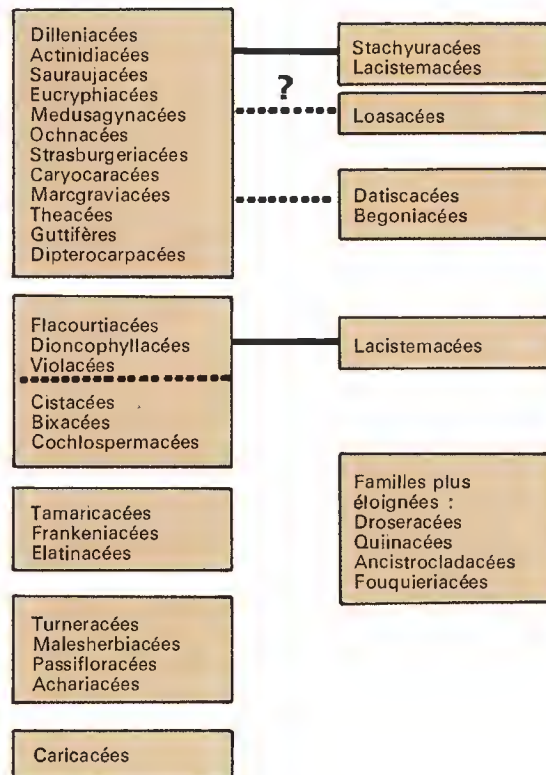 Dilleniacées
Actinidiacées
Sauraujacées
Eucryphiacées
Medusagynacées
Ochnacées
Strasburgeriacées
Caryocaracées
Marcgraviacées
Theacées
Guttifères
Dipterocarpacées
Stachyuracées
Lacistemacées
?
Loasacées
Datiscacées
Begoniacées
Flacourtiacées
Dioncophyllacées
Violacées
Cistacées
Bixacées
Cochlospermacées
Lacistemacées
Tamaricacées
Frankeniacées
Elatinacées
Familles plus
éloignées :
Droseracées
Quiinacées
Ancistrocladacées
Fouquieriacées
Turneracées
Malesherbiacées
Passifloracées
Achariacées
Caricacées